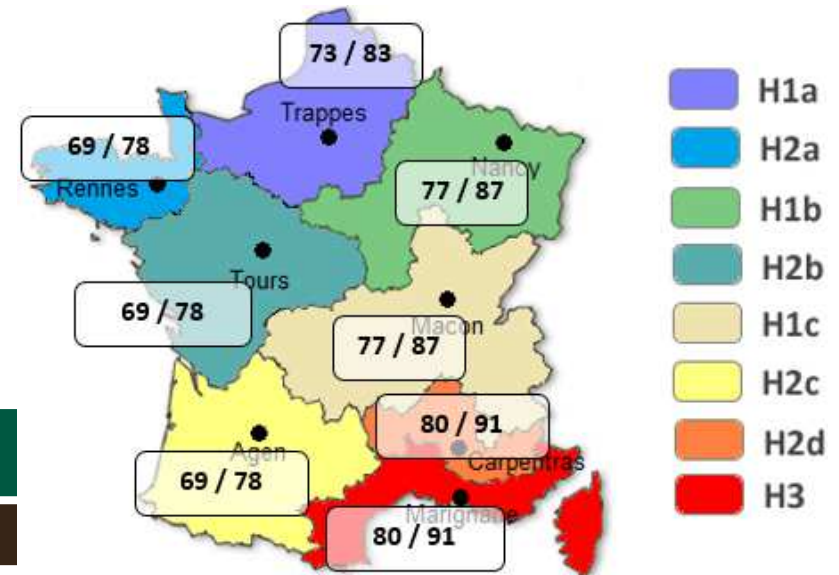 73 / 83
Trappes
69 / 78
Rennes
Nancy
77 / 87
Tours
69 / 78
Macon
77 / 87
80 / 91
Carpentras
Agen
69 / 78
Marignane
80 / 91
H1a
H2a
H1b
H2b
H1c
H2c
H2d
H3